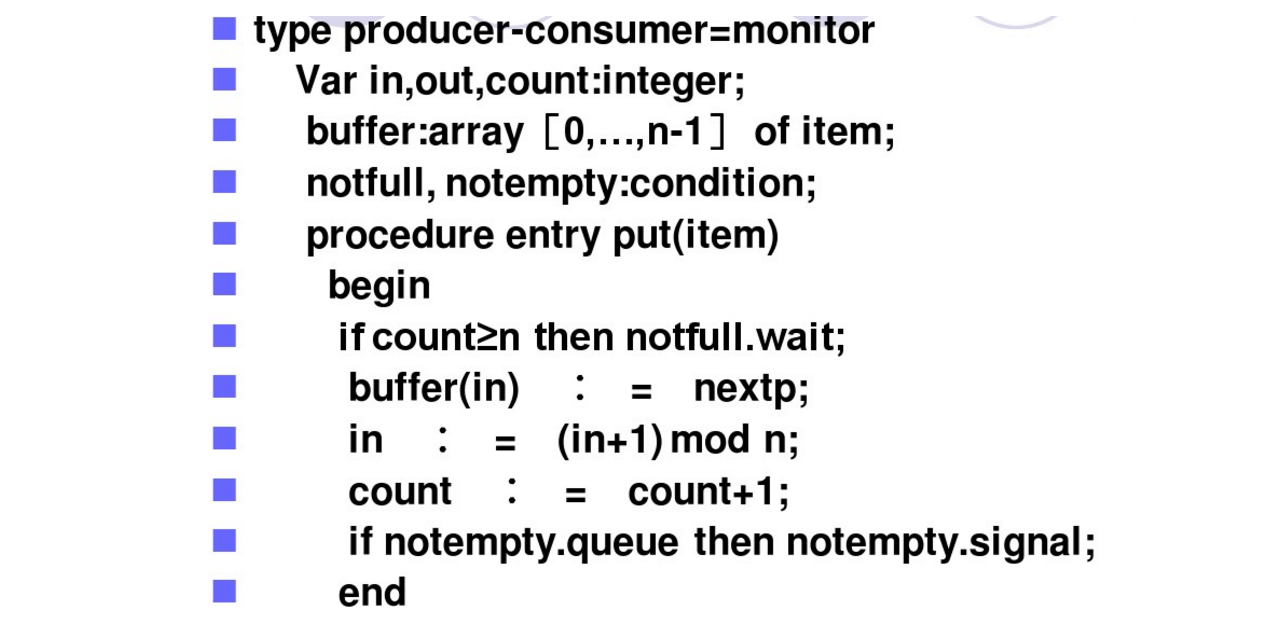 type producer-consumer=monitor
Var in,out,count:integer;
buffer:array［0,…,n-1］ of item;
notfull, notempty:condition;
procedure entry put(item)
begin
if count≥n then notfull.wait;
buffer(in) ： = nextp;
in ： = (in+1) mod n;
count ： = count+1;
if notempty.queue then notempty.signal;
end